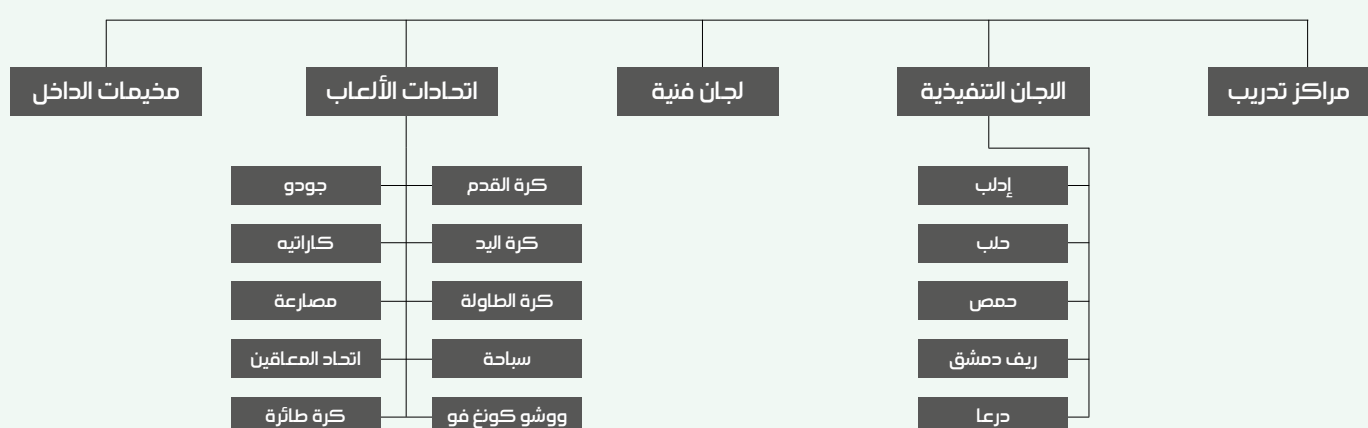 مراكز تدريب
اللجان التنفيذية
لجان فنية
اتحادات الألعاب
مخيمات الداخل
إدلب
حلب
حمص
ريف دمشق
درعا
كرة القدم
جودو
كرة اليد
كاراتيه
كرة الطاولة
مصارعة
سباحة
اتحاد المعاقين
ووشو كونغ فو
كرة طائرة